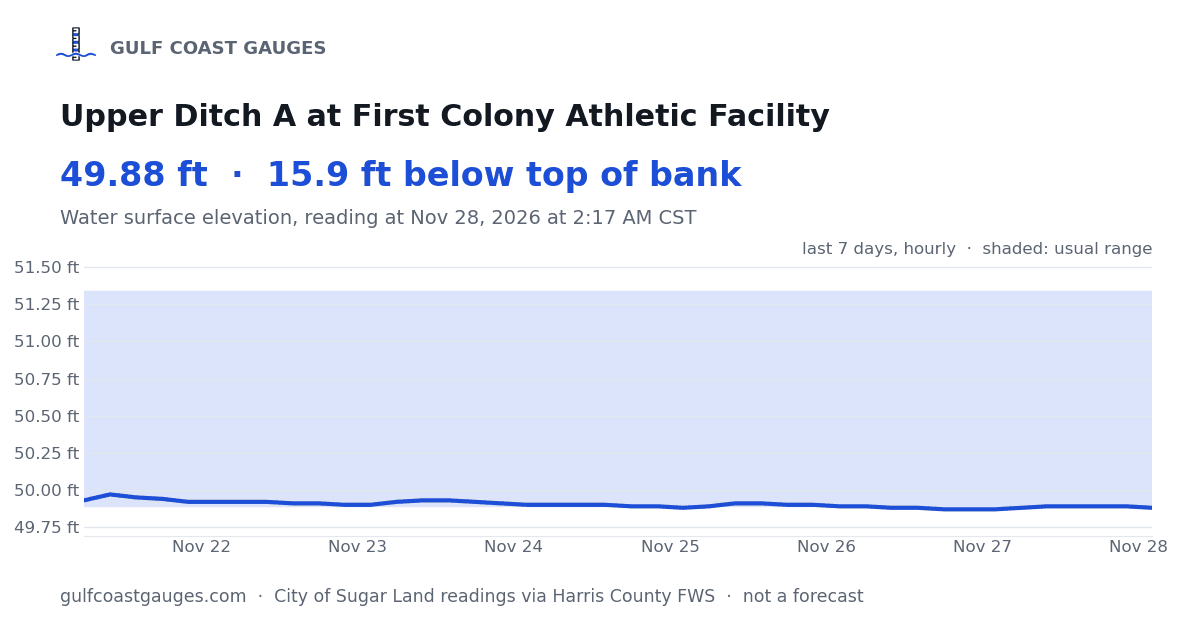 GULF COAST GAUGES
Upper Ditch A at First Colony Athletic Facility
49.88 ft · 15.9 ft below top of bank
Water surface elevation, reading at Nov 28, 2026 at 2:17 AM CST
last 7 days, hourly · shaded: usual range
51.50 ft
51.25 ft
51.00 ft
50.75 ft
50.50 ft
50.25 ft
50.00 ft
49.75 ft
Nov 22 Nov 23 Nov 24 Nov 25 Nov 26 Nov 27 Nov 28
gulfcoastgauges.com · City of Sugar Land readings via Harris County FWS · not a forecast